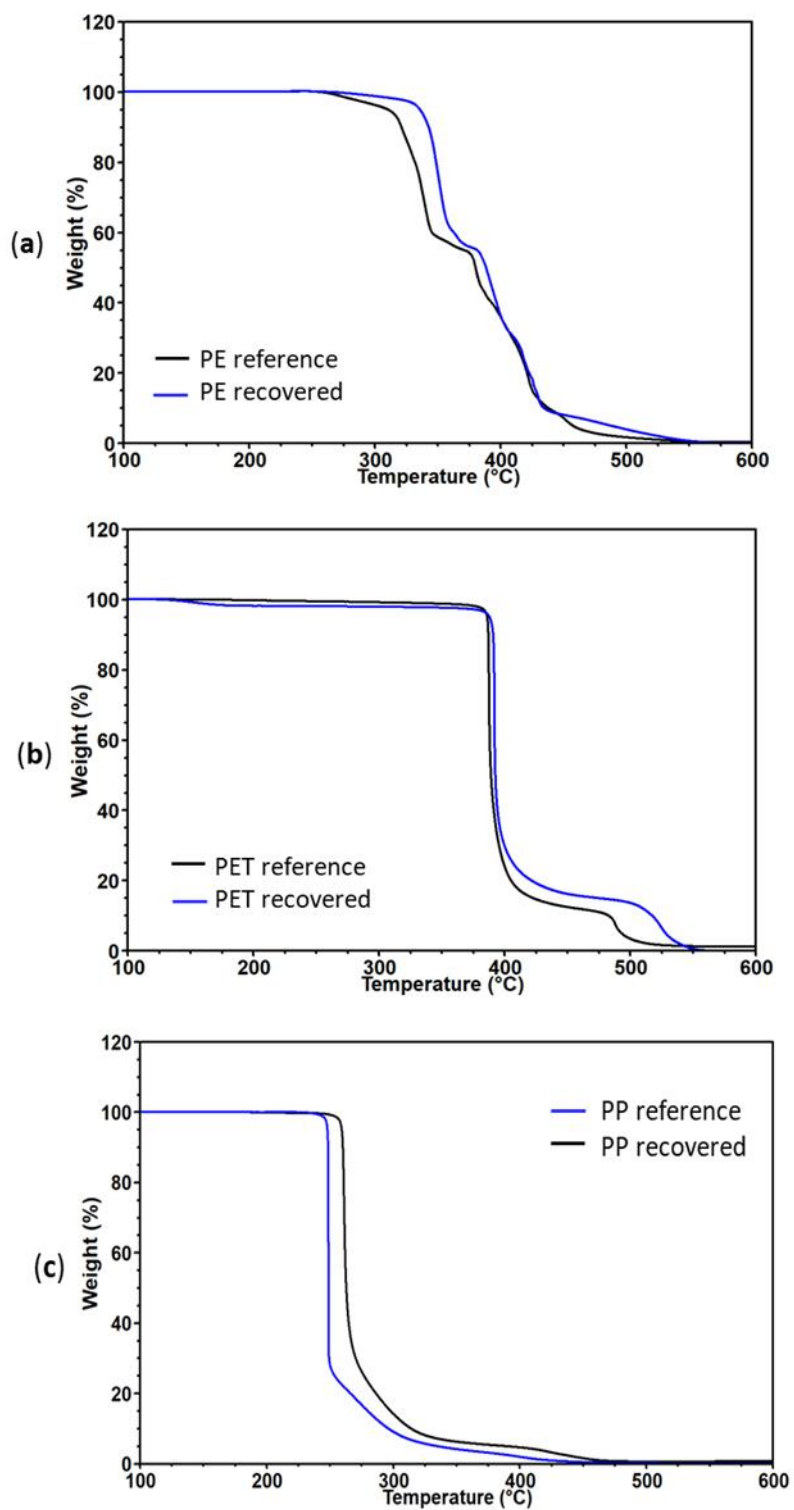 120
100
80
60
40
20
0
Weight (%)
(a)
PE reference
PE recovered
100
200
300
400
500
600
Temperature (°C)
120
100
80
60
40
20
0
Weight (%)
(b)
PET reference
PET recovered
100
200
300
400
500
600
Temperature (°C)
120
100
80
60
40
20
0
Weight (%)
(c)
PP reference
PP recovered
100
200
300
400
500
600
Temperature (°C)